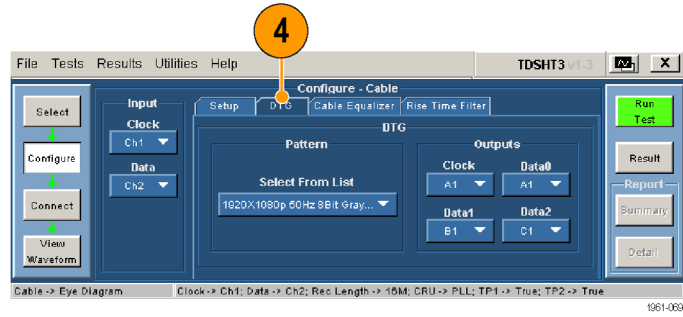 4
File Tests Results Utilities Help TDSHT3 v1-3 X
Configure - Cable
Select
Configure
Connect
View
Waveform
Input
Clock
Ch1
Data
Ch2
Setup DTG Cable Equalizer Rise Time Filter
DTG
Pattern
Select From List
1920X1080p 50Hz 8Bit Gray...
Outputs
Clock Data0
A1 A1
Data1 Data2
B1 C1
Run
Test
Result
Report
Summary
Detail
Cable -> Eye Diagram Clock-> Ch1; Data -> Ch2; Rec Length -> 16M; CRU-> PLL; TP1 -> True; TP2 -> True
1961-069